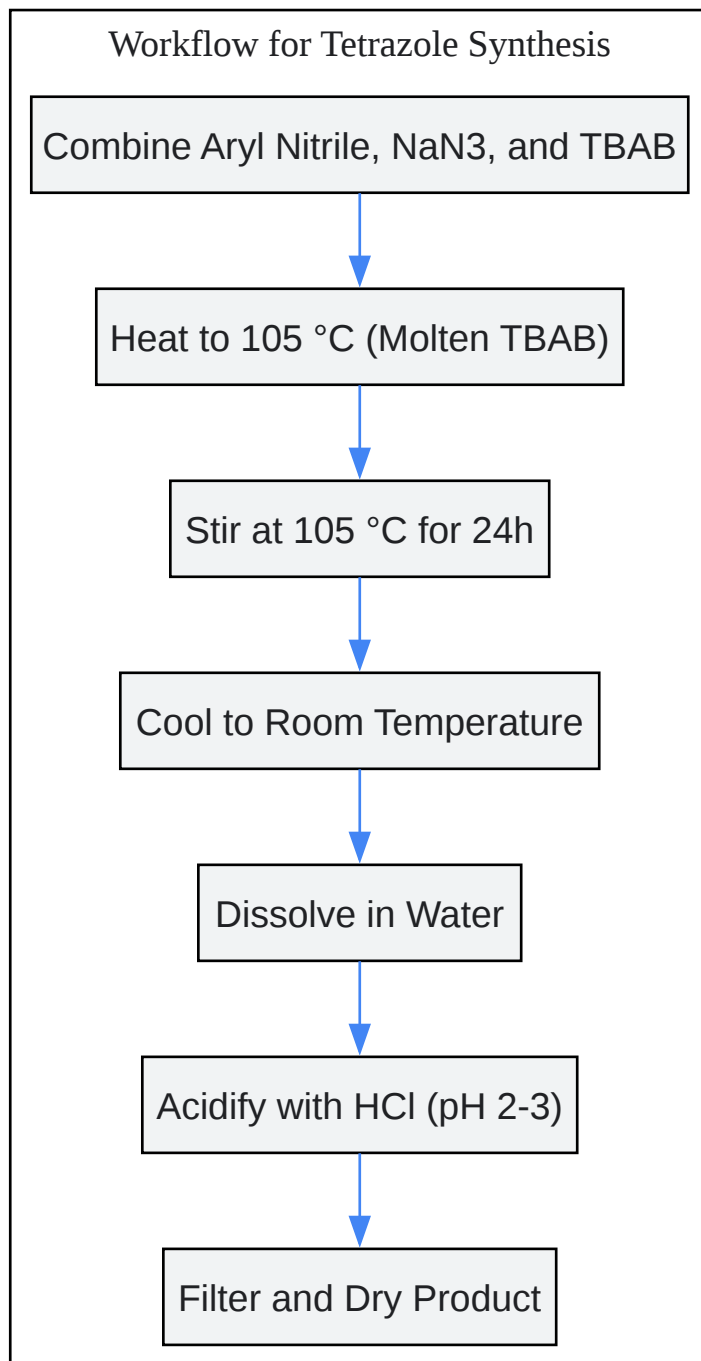 Workflow for Tetrazole Synthesis
Combine Aryl Nitrile, NaN3, and TBAB
Heat to 105 °C (Molten TBAB)
Stir at 105 °C for 24h
Cool to Room Temperature
Dissolve in Water
Acidify with HCl (pH 2-3)
Filter and Dry Product